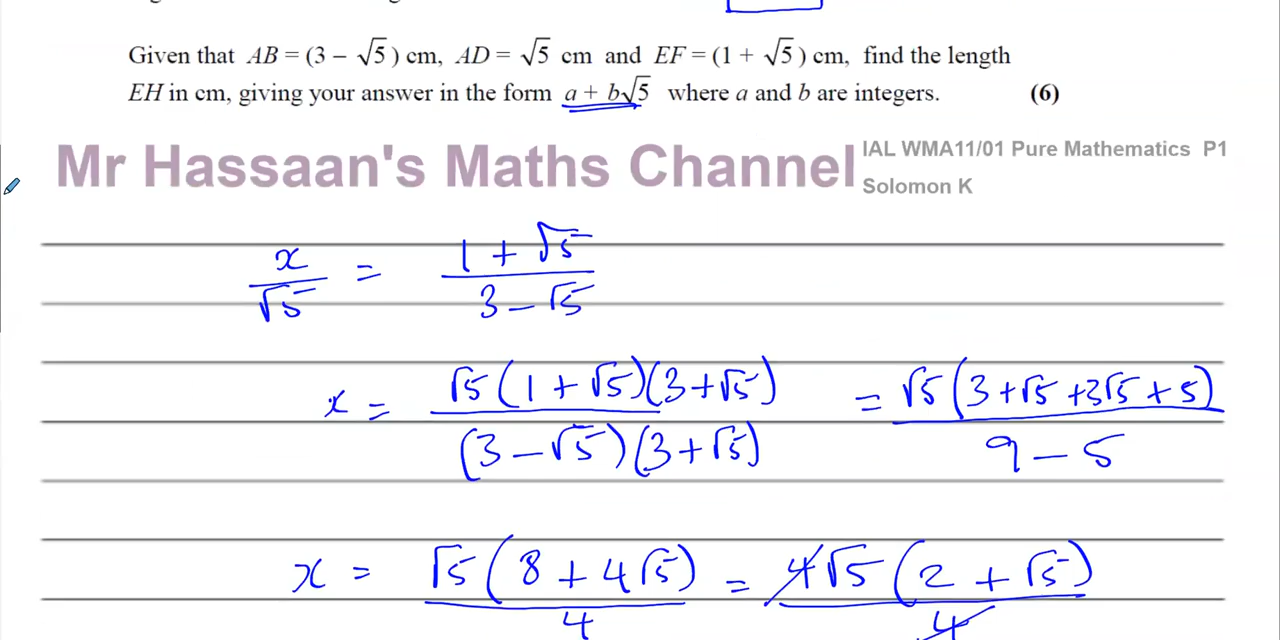 Given that AB = (3 − √5) cm, AD = √5 cm and EF = (1 + √5) cm, find the length
EH in cm, giving your answer in the form a + b√5 where a and b are integers. (6)
Mr Hassaan's Maths Channel
IAL WMA11/01 Pure Mathematics P1
Solomon K
x/√5 = (1 + √5)/(3 − √5)
x = √5(1 + √5)(3 + √5)/(3 − √5)(3 + √5) = √5(3 + √5 + 3√5 + 5)/9 − 5
x = √5(8 + 4√5)/4 = 4√5(2 + √5)/4